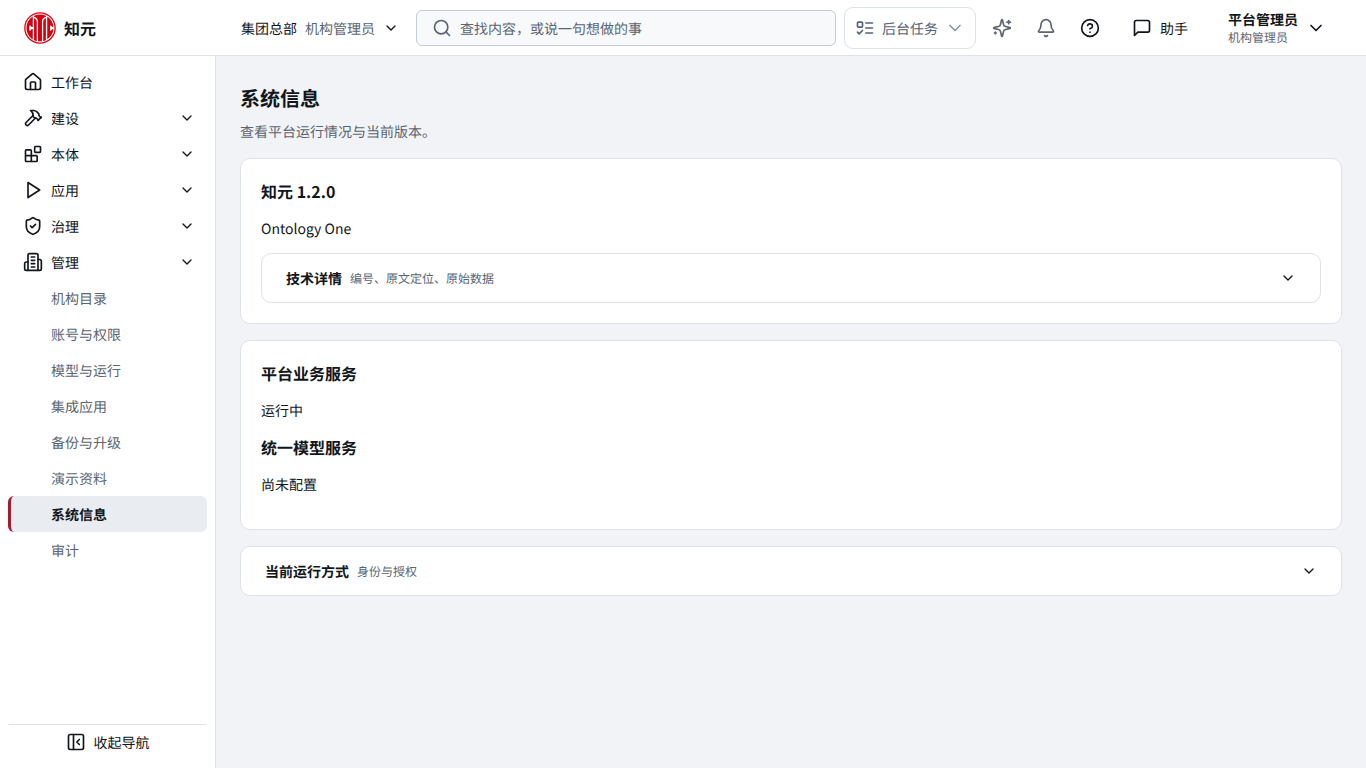 知元
集团总部 机构管理员
查找内容，或说一句想做的事
后台任务
助手
平台管理员
机构管理员
工作台
建设
本体
应用
治理
管理
机构目录
账号与权限
模型与运行
集成应用
备份与升级
演示资料
系统信息
审计
收起导航
系统信息
查看平台运行情况与当前版本。
知元 1.2.0
Ontology One
技术详情 编号、原文定位、原始数据
平台业务服务
运行中
统一模型服务
尚未配置
当前运行方式 身份与授权